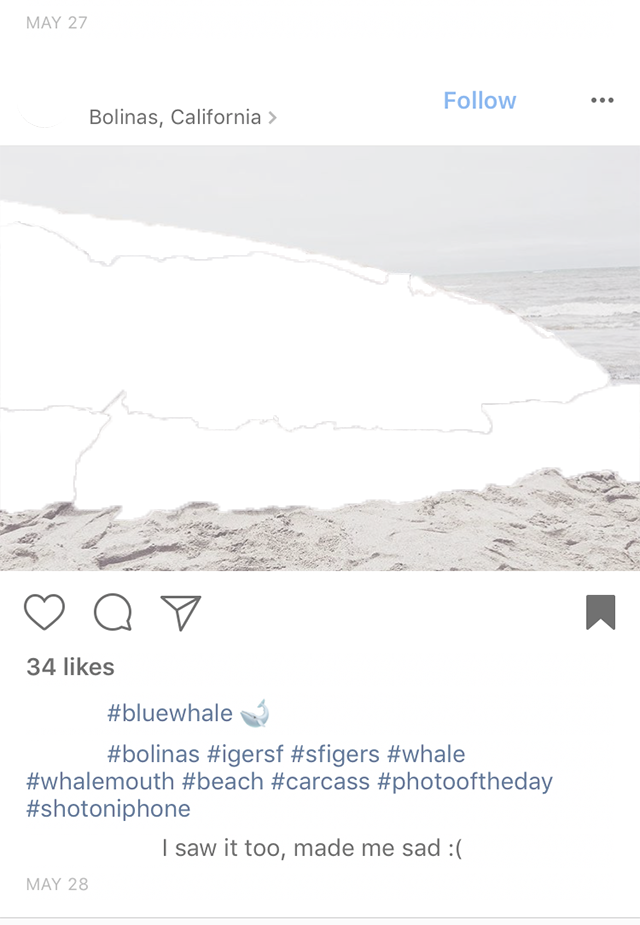 MAY 27
Follow
Bolinas, California
34 likes
#bluewhale 🐋
#bolinas #igersf #sfigers #whale
#whalemouth #beach #carcass #photooftheday
#shotoniphone
I saw it too, made me sad :(
MAY 28